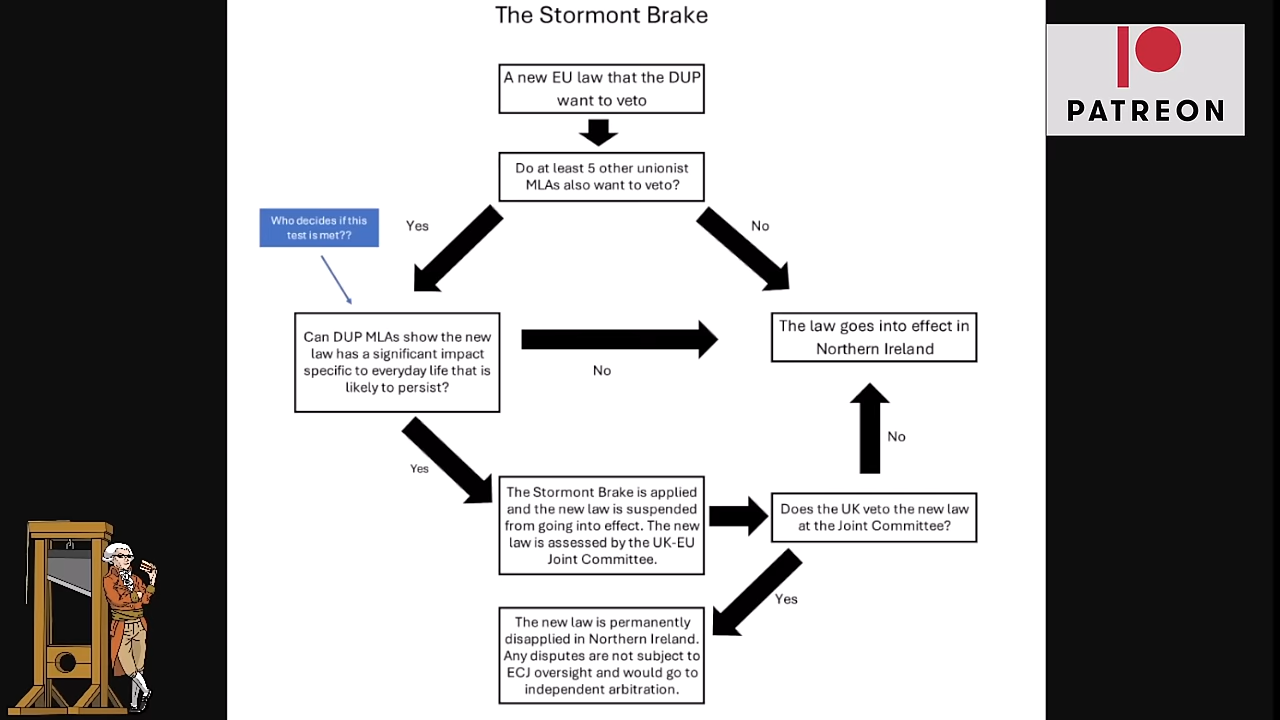 The Stormont Brake
PATREON
A new EU law that the DUP
want to veto
Do at least 5 other unionist
MLAs also want to veto?
Who decides if this
test is met??
Yes
No
Can DUP MLAs show the new
law has a significant impact
specific to everyday life that is
likely to persist?
No
The law goes into effect in
Northern Ireland
Yes
No
The Stormont Brake is applied
and the new law is suspended
from going into effect. The new
law is assessed by the UK-EU
Joint Committee.
Does the UK veto the new law
at the Joint Committee?
Yes
The new law is permanently
disapplied in Northern Ireland.
Any disputes are not subject to
ECJ oversight and would go to
independent arbitration.